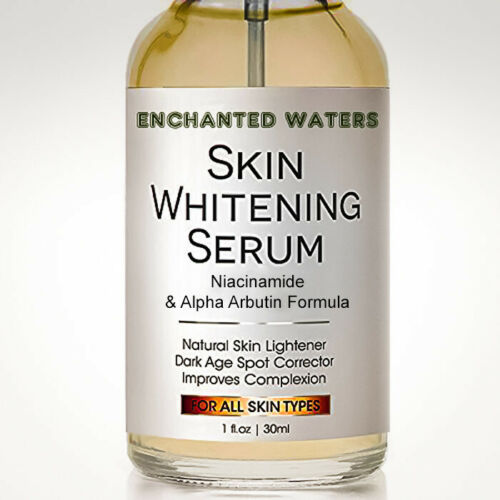 ENCHANTED WATERS
SKIN
WHITENING
SERUM
Niacinamide
& Alpha Arbutin Formula
Natural Skin Lightener
Dark Age Spot Corrector
Improves Complexion
FOR ALL SKIN TYPES
1 fl.oz | 30ml